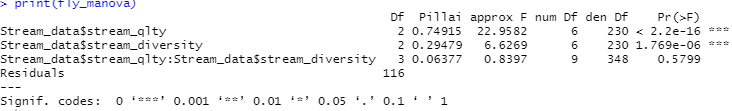 > print(fly_manova)
Df Pillai approx F num Df den Df Pr(>F)
Stream_data$stream_qlty 2 0.74915 22.9582 6 230 < 2.2e-16 ***
Stream_data$stream_diversity 2 0.29479 6.6269 6 230 1.769e-06 ***
Stream_data$stream_qlty:Stream_data$stream_diversity 3 0.06377 0.8397 9 348 0.5799
Residuals 116
---
Signif. codes: 0 ‘***’ 0.001 ‘**’ 0.01 ‘*’ 0.05 ‘.’ 0.1 ‘ ’ 1